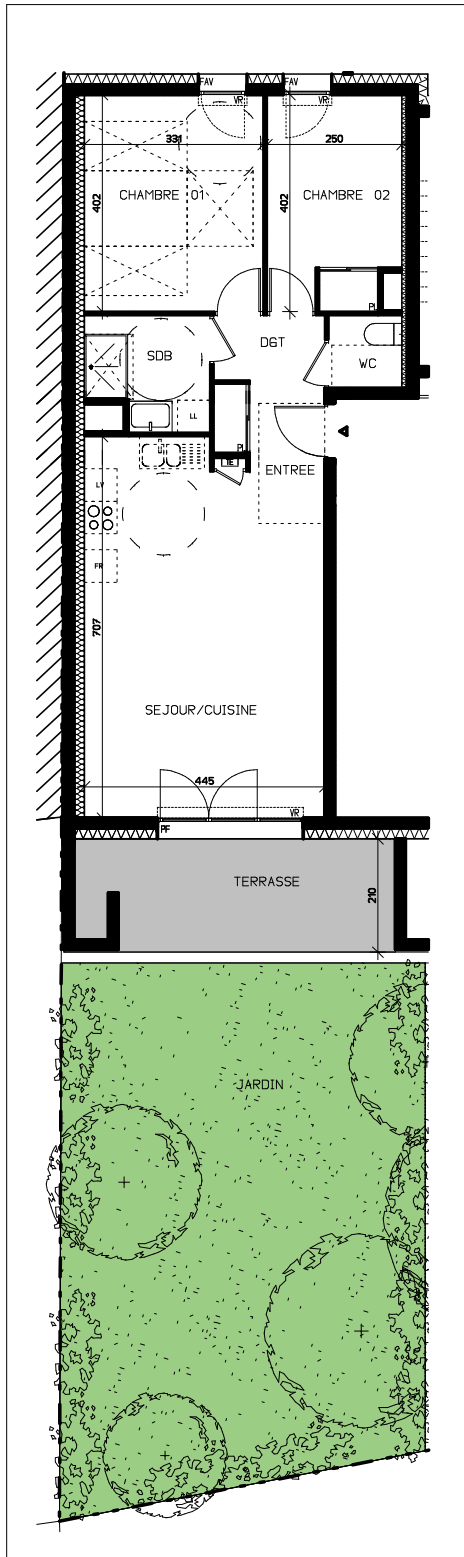 FAV
FAV
VR
VR
331
250
CHAMBRE 01
CHAMBRE 02
402
402
Pl
DGT
SDB
WC
LL
Pl
TE
ENTREE
LV
FR
707
SEJOUR/CUISINE
445
VR
PF
TERRASSE
210
JARDIN